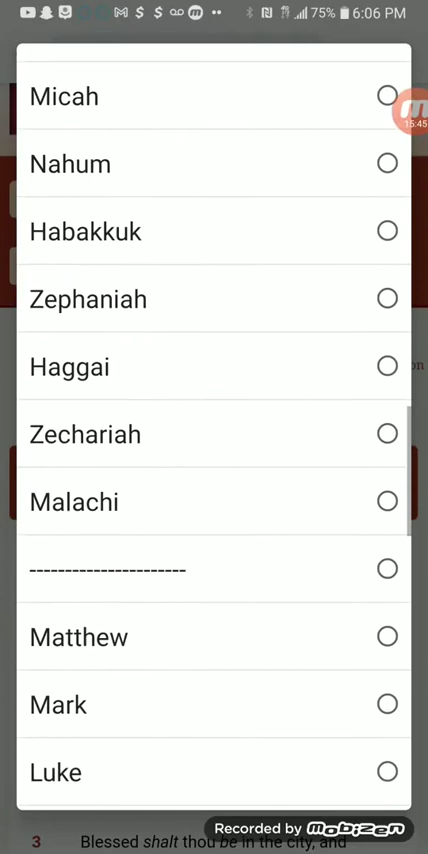 75% 6:06 PM
Micah
15:45
Nahum
Habakkuk
Zephaniah
Haggai
on
Zechariah
Malachi
----------------------
Matthew
Mark
Luke
Recorded by mobizen
3 Blessed shalt thou be in the city, and